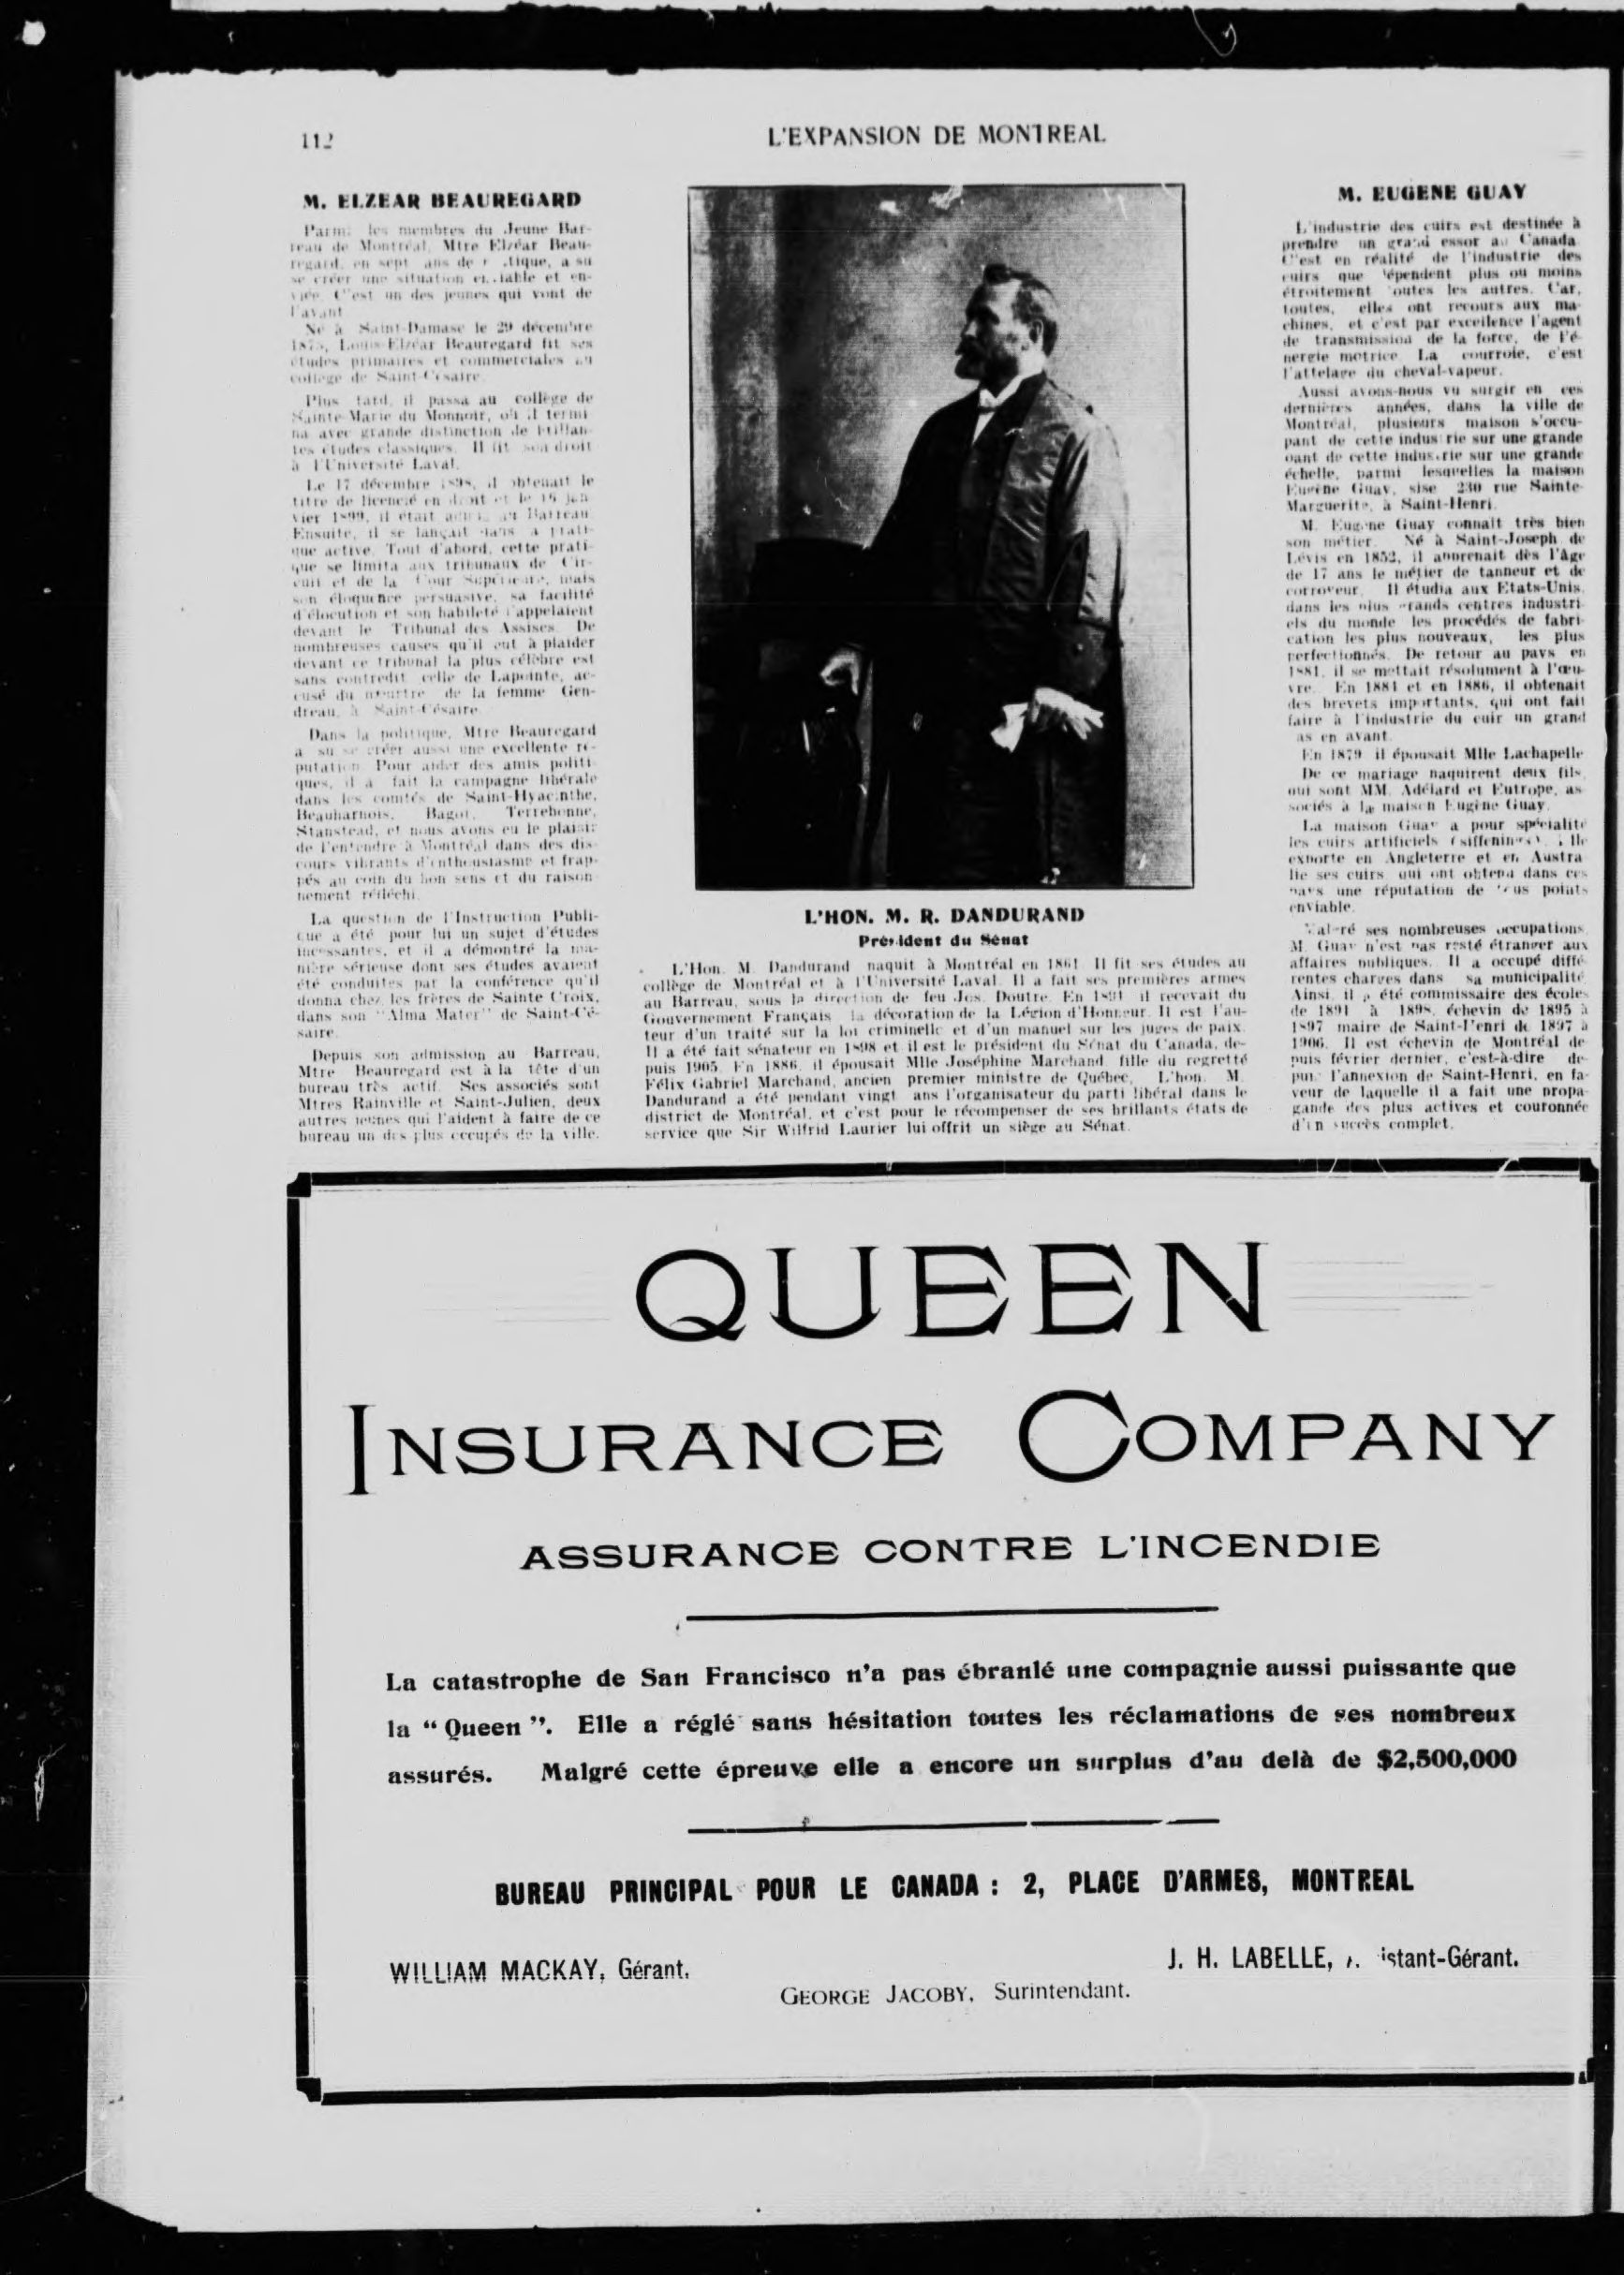 112
L'EXPANSION DE MONTREAL
M. ELZEAR BEAUREGARD
Parmi les membres du Jeune Bar-
reau de Montréal, Mtre Elzéar Beau-
regard, en sept ans de a su
se créer une situation et en-
viée. C'est un des jeunes qui vont de
l'avant
Né à Saint-Damase le 29 décembre
Louis-Elzéar Beauregard fit ses
études primaires et commerciales au
collège de Saint-Césaire.
Plus tard, il passa au collège de
Sainte-Marie du Monnoir, où il termi-
na avec grande distinction de brillan-
tes études classiques. Il fit son droit
à l'Université Laval.
Le 17 décembre 1898, il obtenait le
titre de licencié en droit et le jan-
vier 1899, il était au Barreau.
Ensuite, il se lançait dans a prati-
que active. Tout d'abord, cette prati-
que se limita aux tribunaux de Cir-
cuit et de la Cour Supérieure, mais
son éloquence persuasive, sa facilité
d'élocution et son habileté l'appelaient
devant le Tribunal des Assises. De
nombreuses causes qu'il eut à plaider
devant ce tribunal la plus célèbre est
sans contredit celle de Lapointe, ac-
cusé du meurtre de la femme Gen-
dreau, à Saint-Césaire.
Dans la politique, Mtre Beauregard
a su se créer aussi une excellente ré-
putation. Pour aider des amis politi-
ques, il a fait la campagne libérale
dans les comtés de Saint-Hyacinthe,
Beauharnois, Bagot, Terrebonne,
Stanstead, et nous avons eu le plaisir
de l'entendre à Montréal dans des dis-
cours vibrants d'enthousiasme et frap-
pés au coin du bon sens et du raison-
nement réfléchi.
La question de l'Instruction Publi-
que a été pour lui un sujet d'études
incessantes, et il a démontré la ma-
nière sérieuse dont ses études avaient
été conduites par la conférence qu'il
donna chez les frères de Sainte Croix,
dans son "Alma Mater" de Saint-Cé-
saire.
Depuis son admission au Barreau,
Mtre Beauregard est à la tête d'un
bureau très actif. Ses associés sont
Mtres Rainville et Saint-Julien, deux
autres jeunes qui l'aident à faire de ce
bureau un des plus occupés de la ville.
L'HON. M. R. DANDURAND
Président du Sénat
L'Hon. M. Dandurand naquit à Montréal en 1861. Il fit ses études au
collège de Montréal et à l'Université Laval. Il a fait ses premières armes
au Barreau, sous la direction de feu Jos. Doutre. En 1891 il recevait du
Gouvernement Français la décoration de la Légion d'Honneur. Il est l'au-
teur d'un traité sur la loi criminelle et d'un manuel sur les juges de paix.
Il a été fait sénateur en 1898 et il est le président du Sénat du Canada, de-
puis 1905. En 1886, il épousait Mlle Joséphine Marchand, fille du regretté
Félix Gabriel Marchand, ancien premier ministre de Québec. L'hon. M.
Dandurand a été pendant vingt ans l'organisateur du parti libéral dans le
district de Montréal, et c'est pour le récompenser de ses brillants états de
service que Sir Wilfrid Laurier lui offrit un siège au Sénat.
M. EUGENE GUAY
L'industrie des cuirs est destinée à
prendre un grand essor au Canada.
C'est en réalité de l'industrie des
cuirs que dépendent plus ou moins
étroitement toutes les autres. Car,
toutes, elles ont recours aux ma-
chines, et c'est par excellence l'agent
de transmission de la force, de l'é-
nergie motrice. La courroie, c'est
l'attelage du cheval-vapeur.
Aussi avons-nous vu surgir en ces
dernières années, dans la ville de
Montréal, plusieurs maison s'occu-
pant de cette industrie sur une grande
pant de cette industrie sur une grande
échelle, parmi lesquelles la maison
Eugène Guay, sise 230 rue Sainte-
Marguerite, à Saint-Henri.
M. Eugène Guay connaît très bien
son métier. Né à Saint-Joseph de
Lévis en 1852, il apprenait dès l'âge
de 17 ans le métier de tanneur et de
corroyeur. Il étudia aux Etats-Unis,
dans les plus grands centres industri-
els du monde les procédés de fabri-
cation les plus nouveaux, les plus
perfectionnés. De retour au pays en
1881, il se mettait résolument à l'œu-
vre. En 1884 et en 1886, il obtenait
des brevets importants, qui ont fait
faire à l'industrie du cuir un grand
as en avant.
En 1879 il épousait Mlle Lachapelle
De ce mariage naquirent deux fils,
qui sont MM. Adélard et Eutrope, as-
sociés à la maison Eugène Guay.
La maison Guay a pour spécialité
les cuirs artificiels Elle
exporte en Angleterre et en Austra-
lie ses cuirs qui ont obtenu dans ces
pays une réputation de tous points
enviable.
Malgré ses nombreuses occupations,
M. Guay n'est pas resté étranger aux
affaires publiques. Il a occupé diffé-
rentes charges dans sa municipalité.
Ainsi, il a été commissaire des écoles
de 1891 à 1898, échevin de 1895 à
1897 maire de Saint-Henri de 1897 à
1906. Il est échevin de Montréal de-
puis février dernier, c'est-à-dire de-
puis l'annexion de Saint-Henri, en fa-
veur de laquelle il a fait une propa-
gande des plus actives et couronnée
d'un succès complet.
QUEEN
INSURANCE COMPANY
ASSURANCE CONTRE L'INCENDIE
La catastrophe de San Francisco n'a pas ébranlé une compagnie aussi puissante que
la "Queen". Elle a réglé sans hésitation toutes les réclamations de ses nombreux
assurés. Malgré cette épreuve elle a encore un surplus d'au delà de $2,500,000
BUREAU PRINCIPAL POUR LE CANADA : 2, PLACE D'ARMES, MONTREAL
WILLIAM MACKAY, Gérant.
J. H. LABELLE, istant-Gérant.
GEORGE JACOBY, Surintendant.